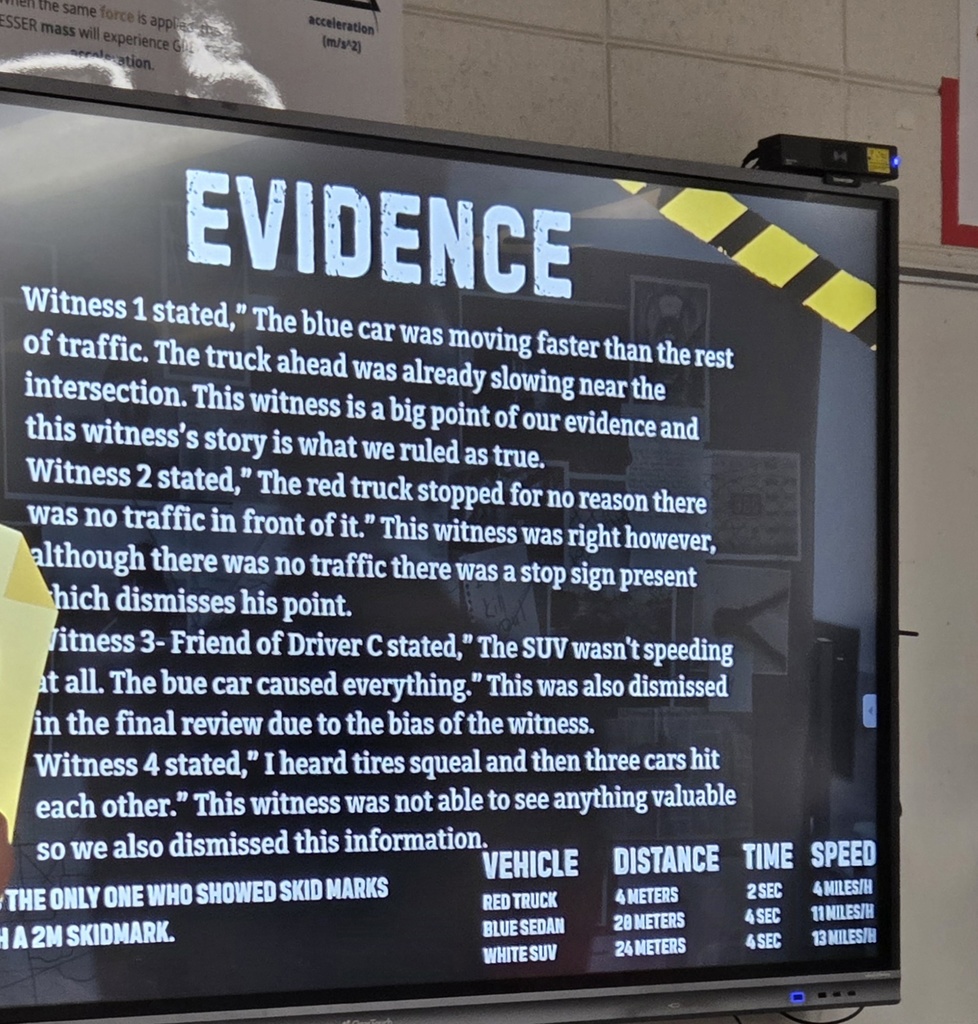 When the same force is applied, the
ESSER mass will experience
acceleration.
acceleration
(m/s^2)
EVIDENCE
Witness 1 stated,” The blue car was moving faster than the rest
of traffic. The truck ahead was already slowing near the
intersection. This witness is a big point of our evidence and
this witness's story is what we ruled as true.
Witness 2 stated,” The red truck stopped for no reason there
was no traffic in front of it.” This witness was right however,
although there was no traffic there was a stop sign present
hich dismisses his point.
Witness 3- Friend of Driver C stated,” The SUV wasn't speeding
at all. The bue car caused everything.” This was also dismissed
in the final review due to the bias of the witness.
Witness 4 stated,” I heard tires squeal and then three cars hit
each other.” This witness was not able to see anything valuable
so we also dismissed this information.
THE ONLY ONE WHO SHOWED SKID MARKS
H A 2M SKIDMARK.
VEHICLE DISTANCE TIME SPEED
RED TRUCK 4 METERS 2 SEC 4 MILES/H
BLUE SEDAN 20 METERS 4 SEC 11 MILES/H
WHITE SUV 24 METERS 4 SEC 13 MILES/H